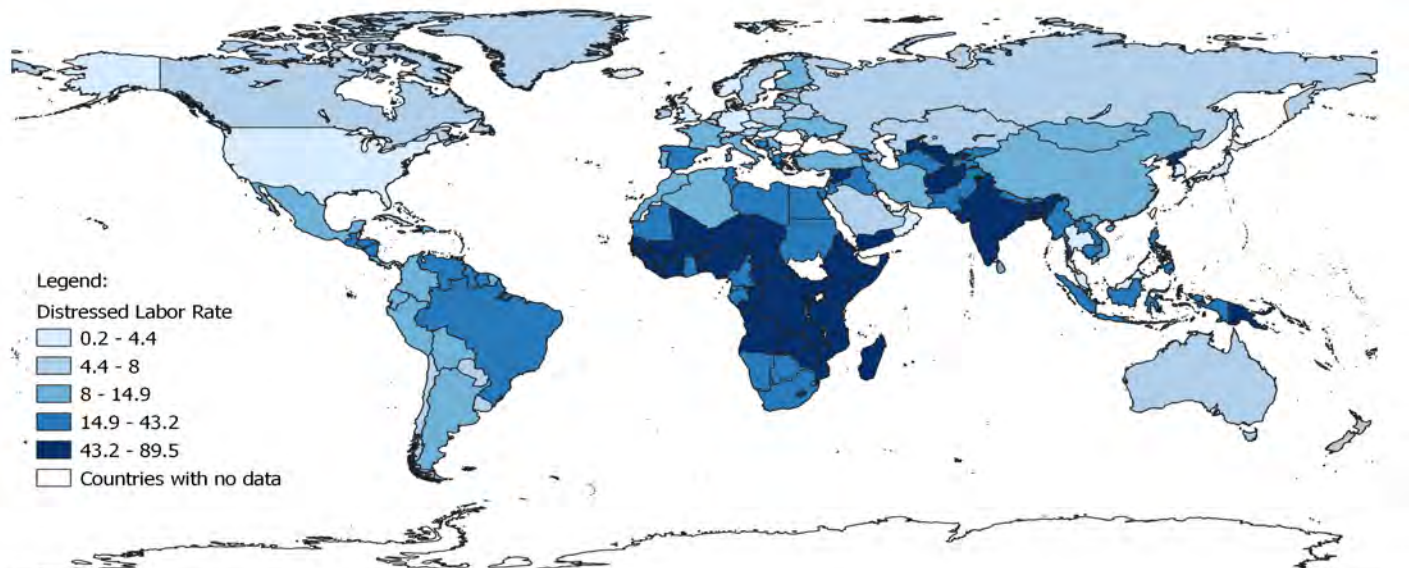 Legend:
Distressed Labor Rate
0.2 - 4.4
4.4 - 8
8 - 14.9
14.9 - 43.2
43.2 - 89.5
Countries with no data